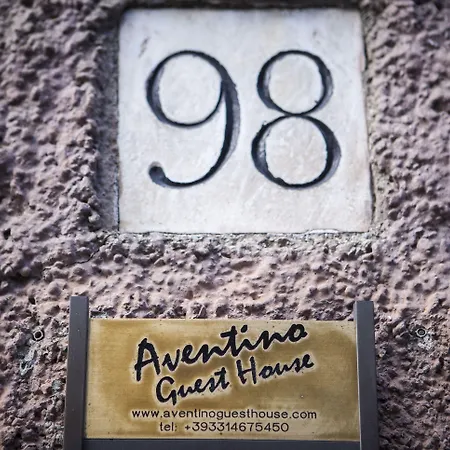 98
Aventino
Guest House
www.aventinoguesthouse.com
tel: +393314675450